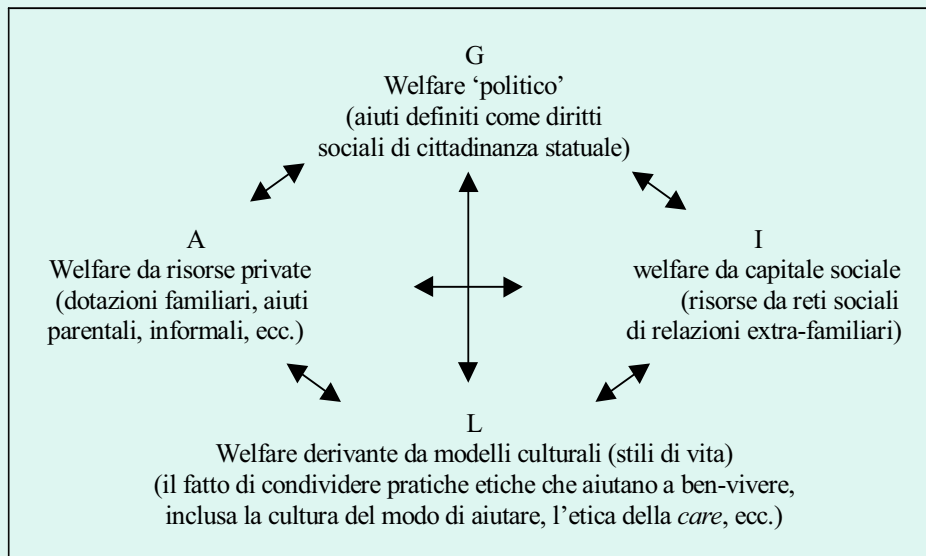 G
Welfare ‘politico’
(aiuti definiti come diritti
sociali di cittadinanza statuale)
A
Welfare da risorse private
(dotazioni familiari, aiuti
parentali, informali, ecc.)
I
welfare da capitale sociale
(risorse da reti sociali
di relazioni extra-familiari)
L
Welfare derivante da modelli culturali (stili di vita)
(il fatto di condividere pratiche etiche che aiutano a ben-vivere,
inclusa la cultura del modo di aiutare, l’etica della care, ecc.)